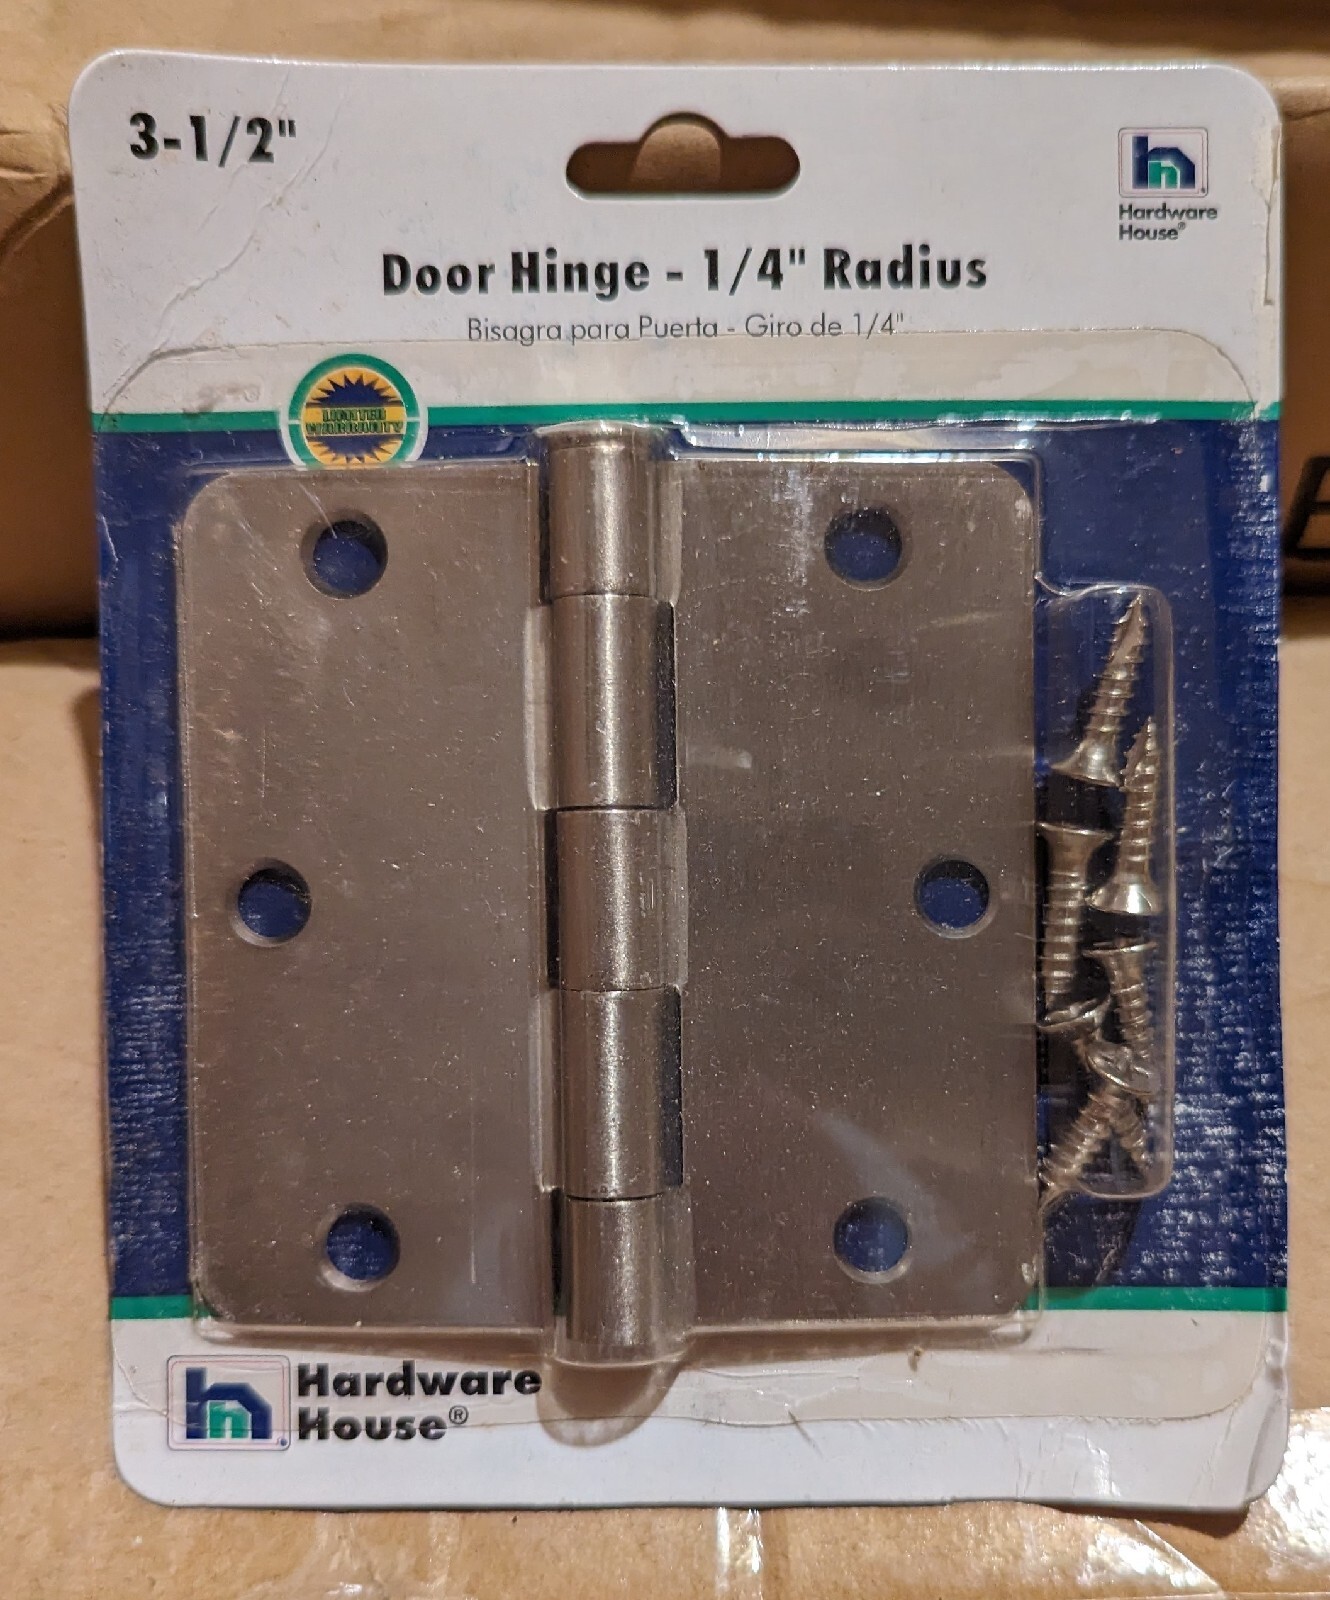 3-1/2"
Hardware
House®
Door Hinge - 1/4" Radius
Bisagra para Puerta - Giro de 1/4"
LIMITED
WARRANTY
Hardware
House®